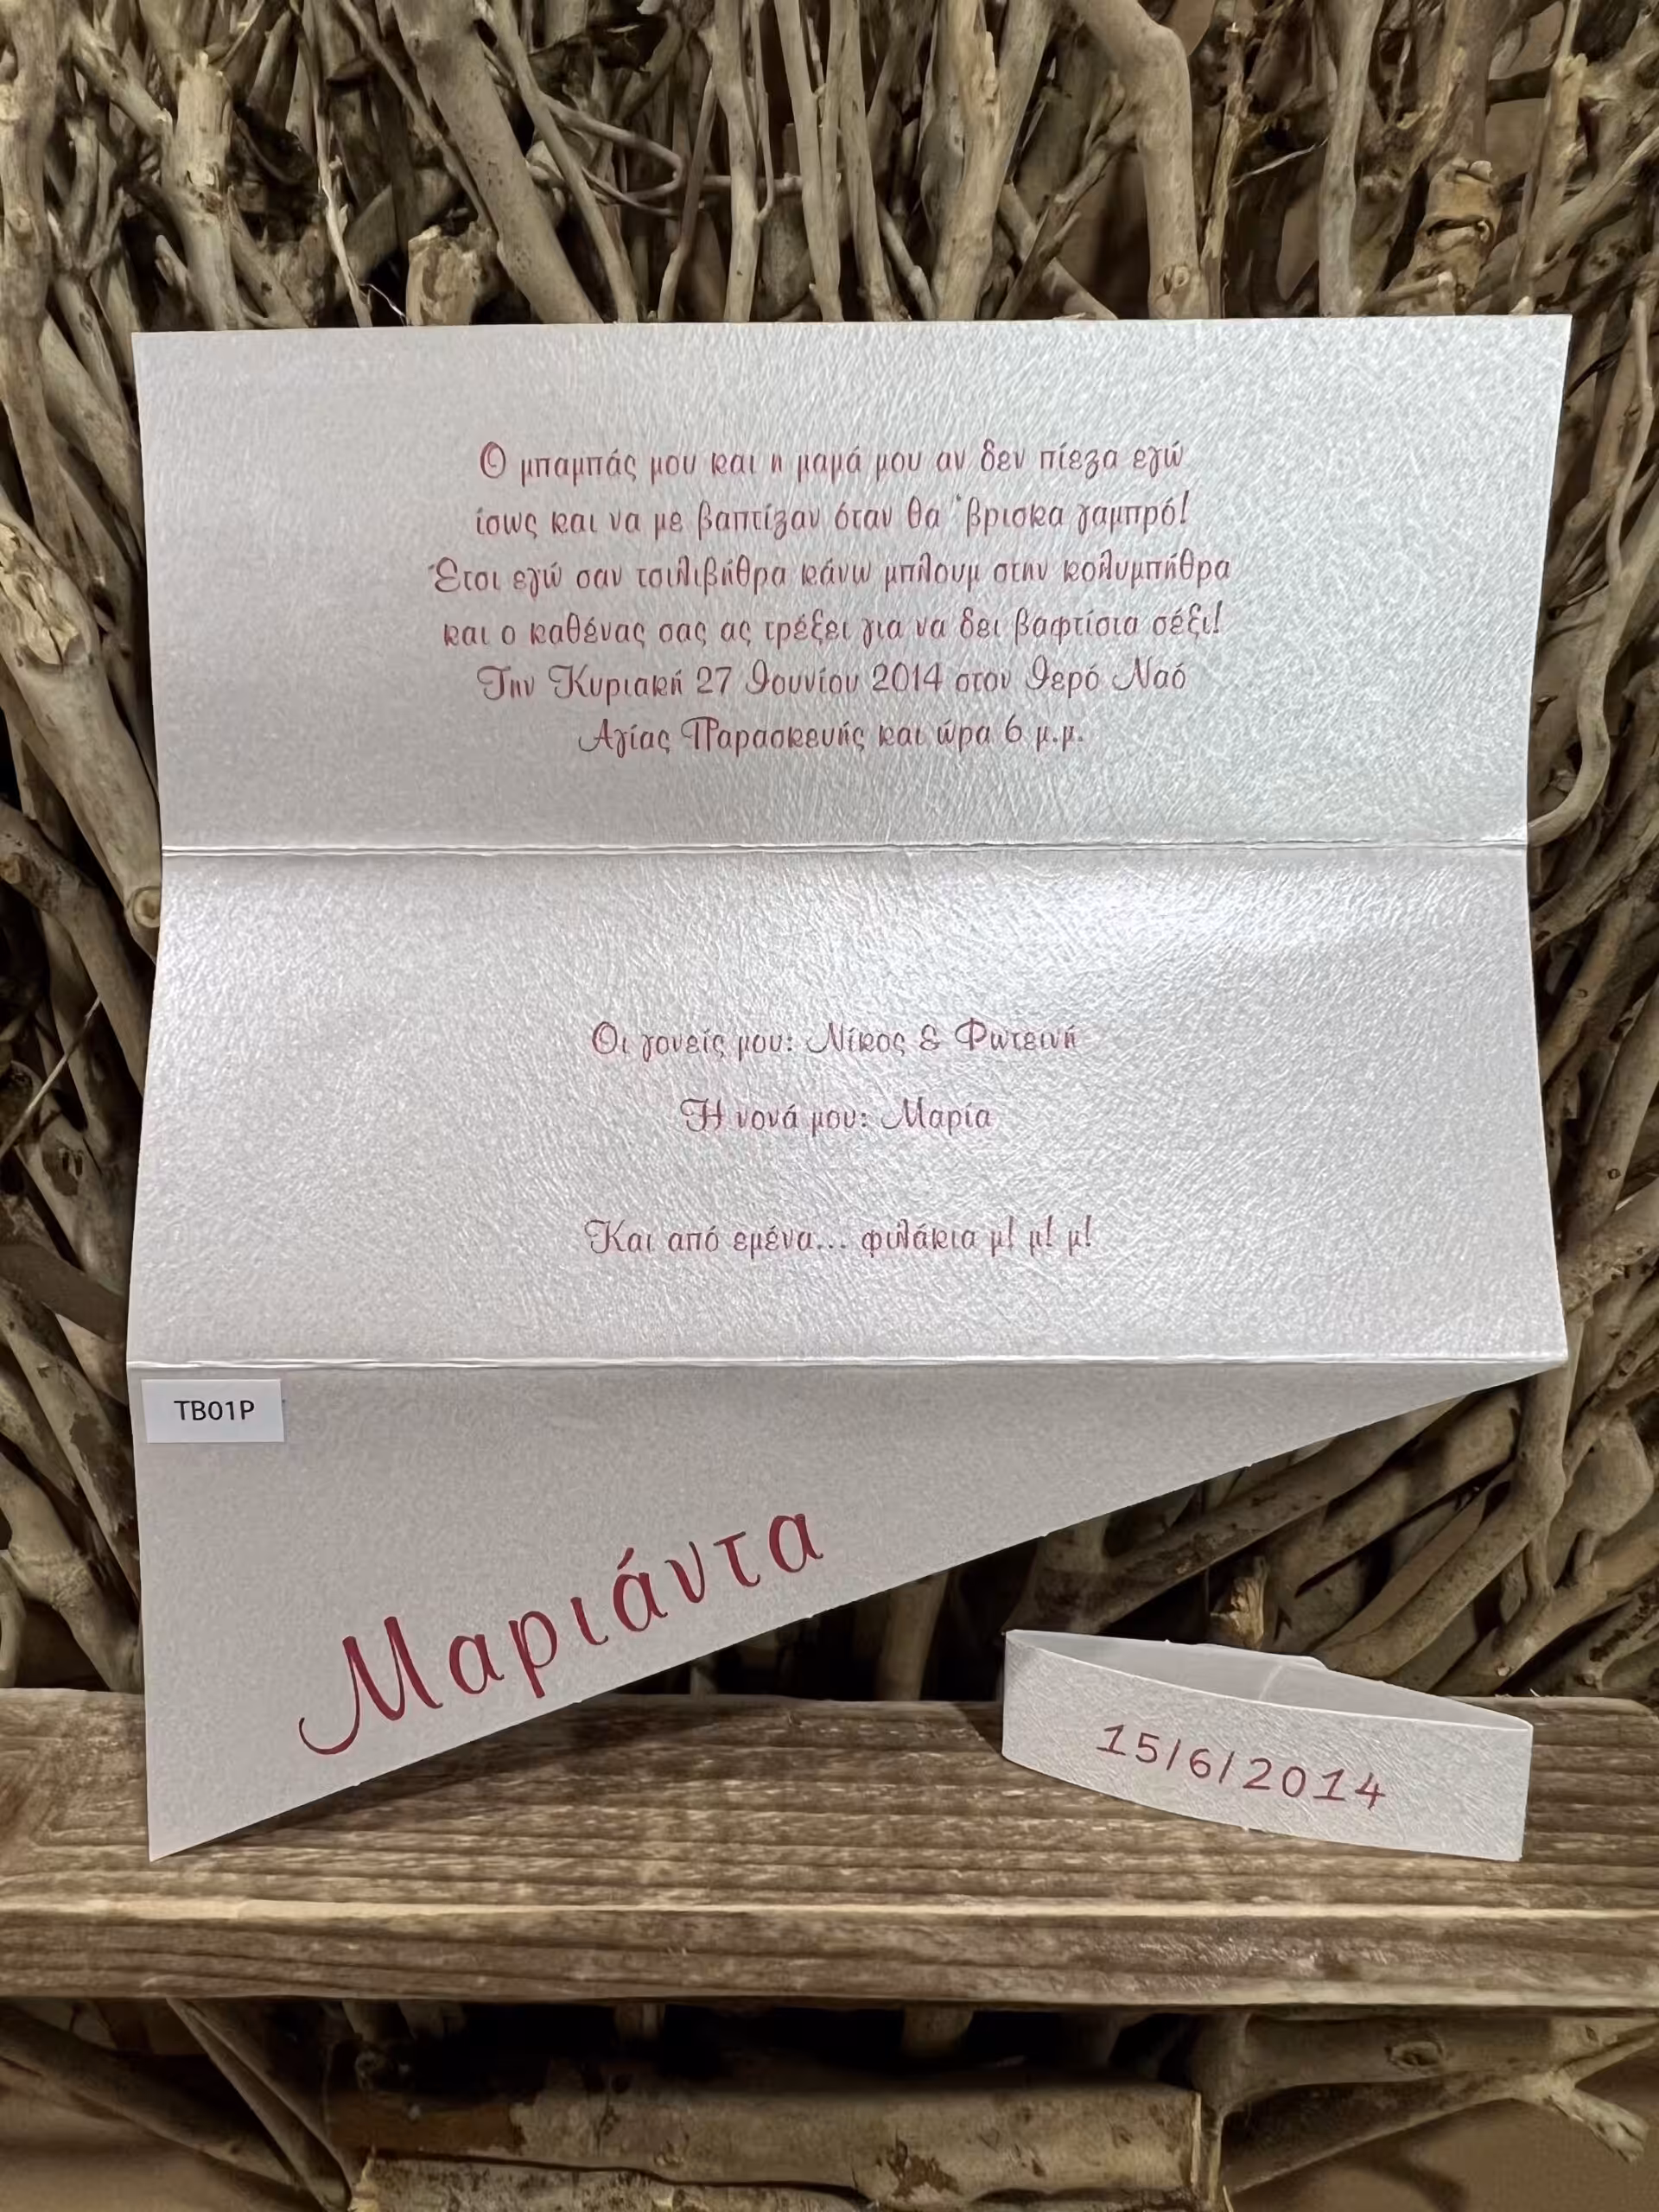 Ο μπαμπάς μου και η μαμά μου αν δεν πίεζα εγώ
ίσως και να με βαπτίζαν όταν θα ΄βρισκα γαμπρό!
Έτσι εγώ σαν τσιλιβήθρα κάνω μπλουμ στην κολυμπήθρα
και ο καθένας σας ας τρέξει για να δει βαφτίσια σέξι!
Την Κυριακή 27 Ιουνίου 2014 στον Ιερό Ναό
Αγίας Παρασκευής και ώρα 6 μ.μ.
Οι γονείς μου: Νίκος & Φωτεινή
Η νονά μου: Μαρία
Και από εμένα... φιλάκια μ! μ! μ!
TB01P
Μαριάντα
15/6/2014